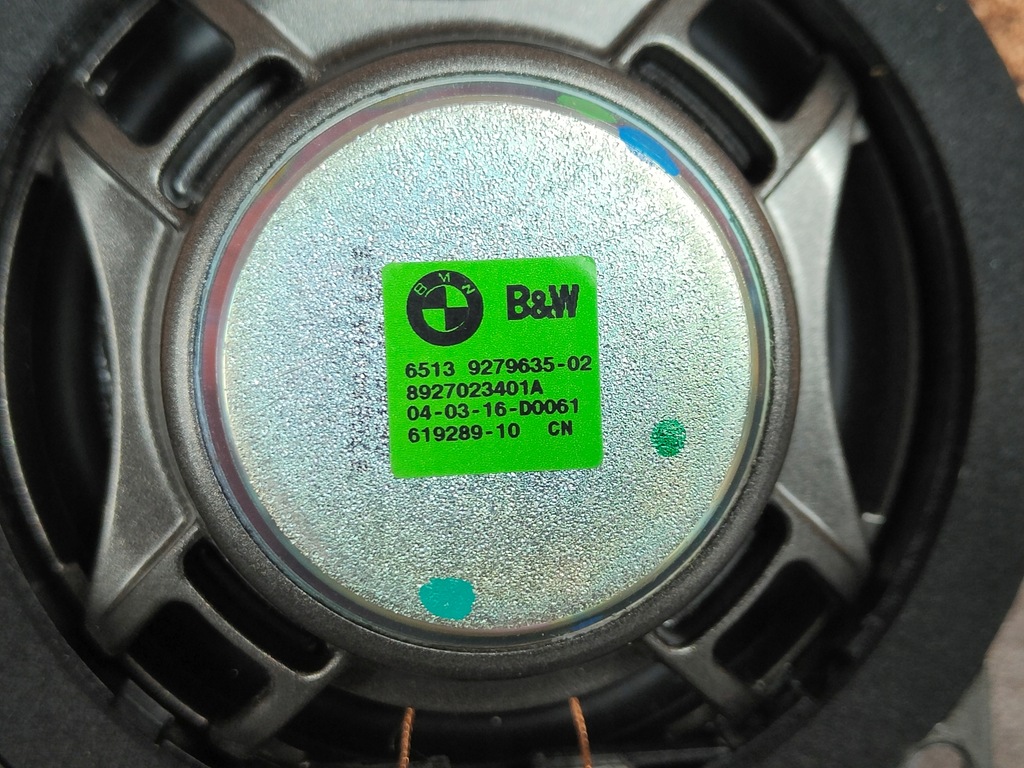 BMW
B&W
6513 9279635-02
8927023401A
04-03-16-D0061
619289-10 CN